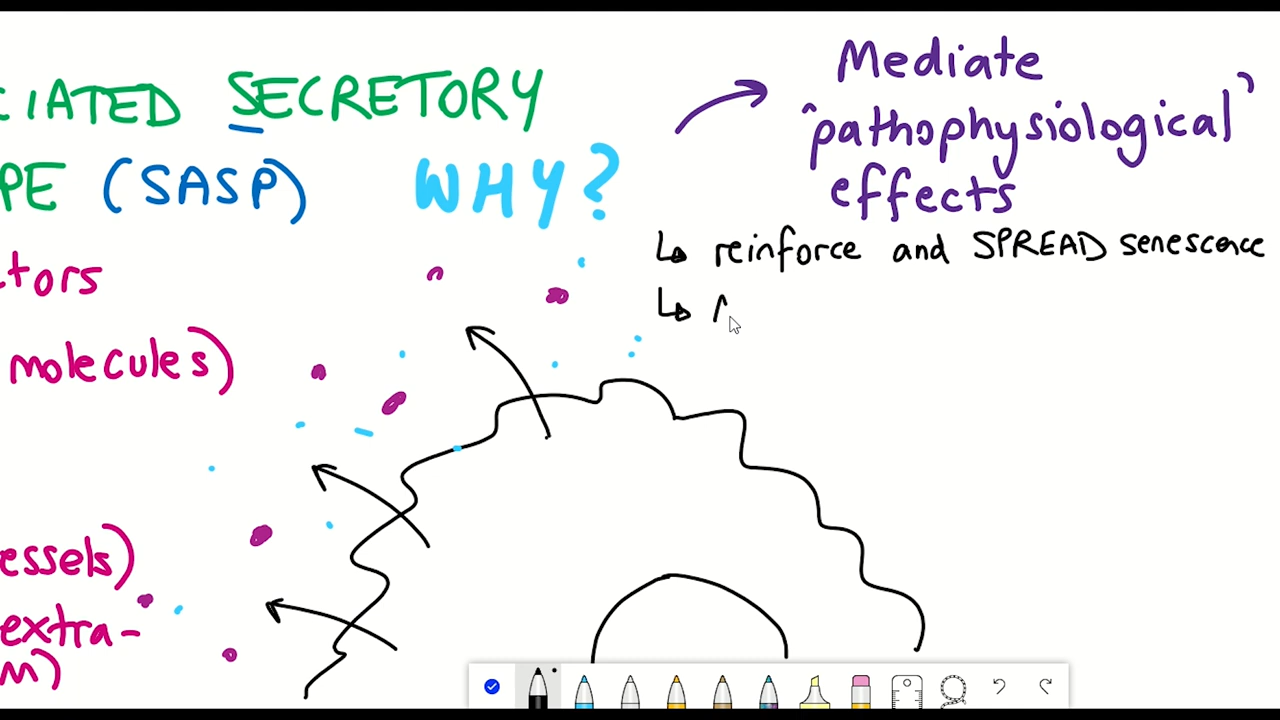 CIATED SECRETORY
PE (SASP)
WHY?
Mediate
"pathophysiological"
effects
↳ reinforce and SPREAD senescence
↳
ctors
molecules)
essels)
extra-
M)